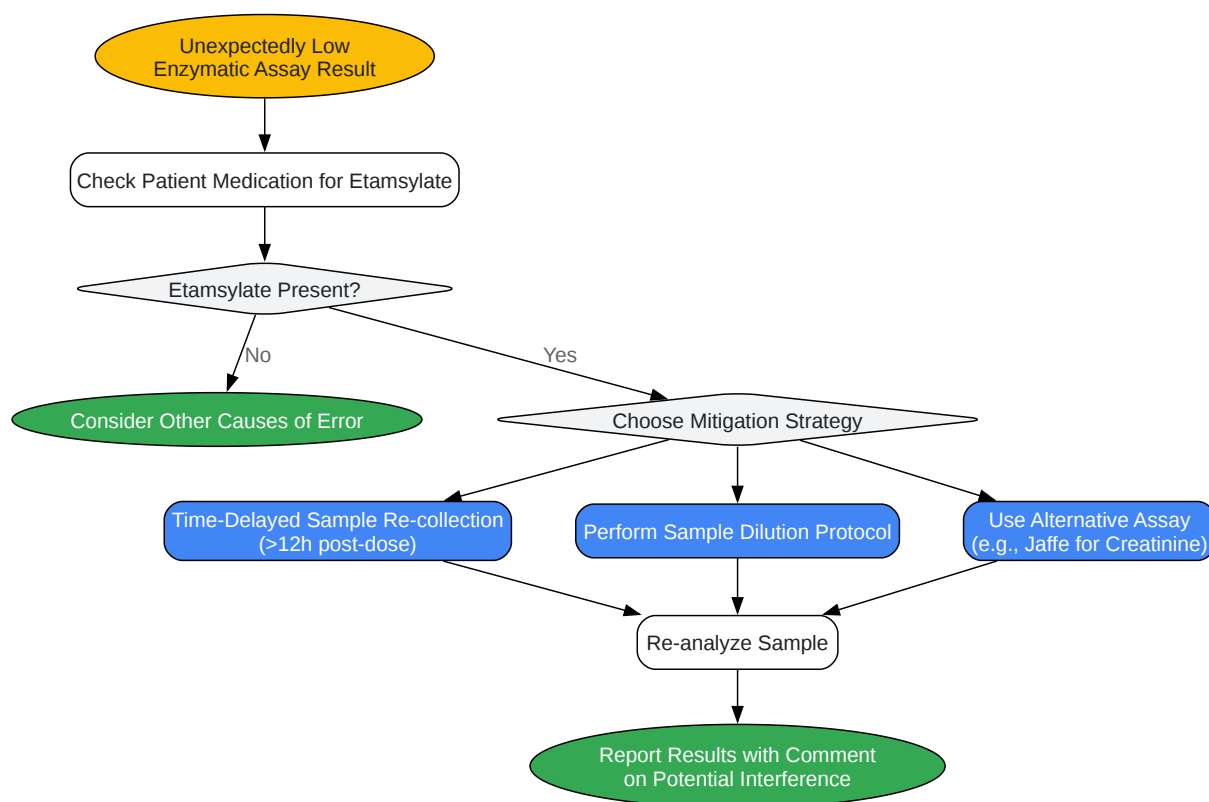 Unexpectedly Low
Enzymatic Assay Result
Check Patient Medication for Etamsylate
Etamsylate Present?
No
Yes
Consider Other Causes of Error
Choose Mitigation Strategy
Time-Delayed Sample Re-collection
(>12h post-dose)
Perform Sample Dilution Protocol
Use Alternative Assay
(e.g., Jaffe for Creatinine)
Re-analyze Sample
Report Results with Comment
on Potential Interference